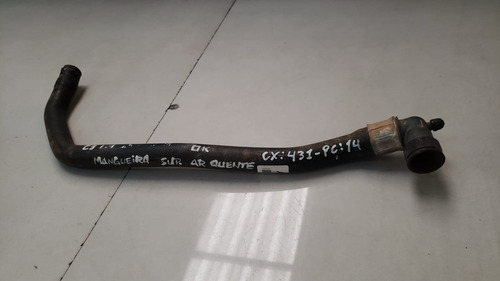 OK
MANGUEIRA SUP AR QUENTE
CX:431-PC:14